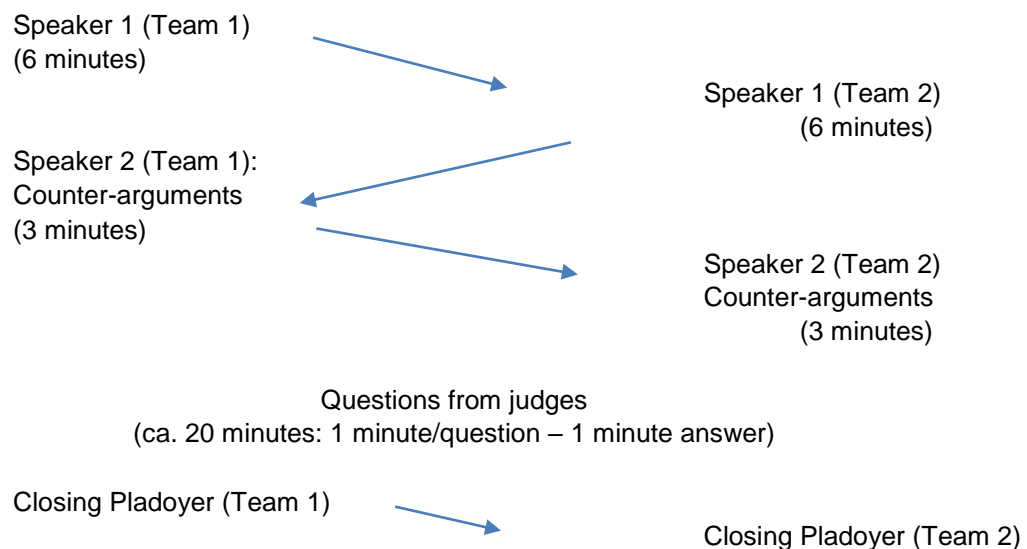 Speaker 1 (Team 1)
(6 minutes)
Speaker 1 (Team 2)
(6 minutes)
Speaker 2 (Team 1):
Counter-arguments
(3 minutes)
Speaker 2 (Team 2)
Counter-arguments
(3 minutes)
Questions from judges
(ca. 20 minutes: 1 minute/question – 1 minute answer)
Closing Pladoyer (Team 1)
Closing Pladoyer (Team 2)